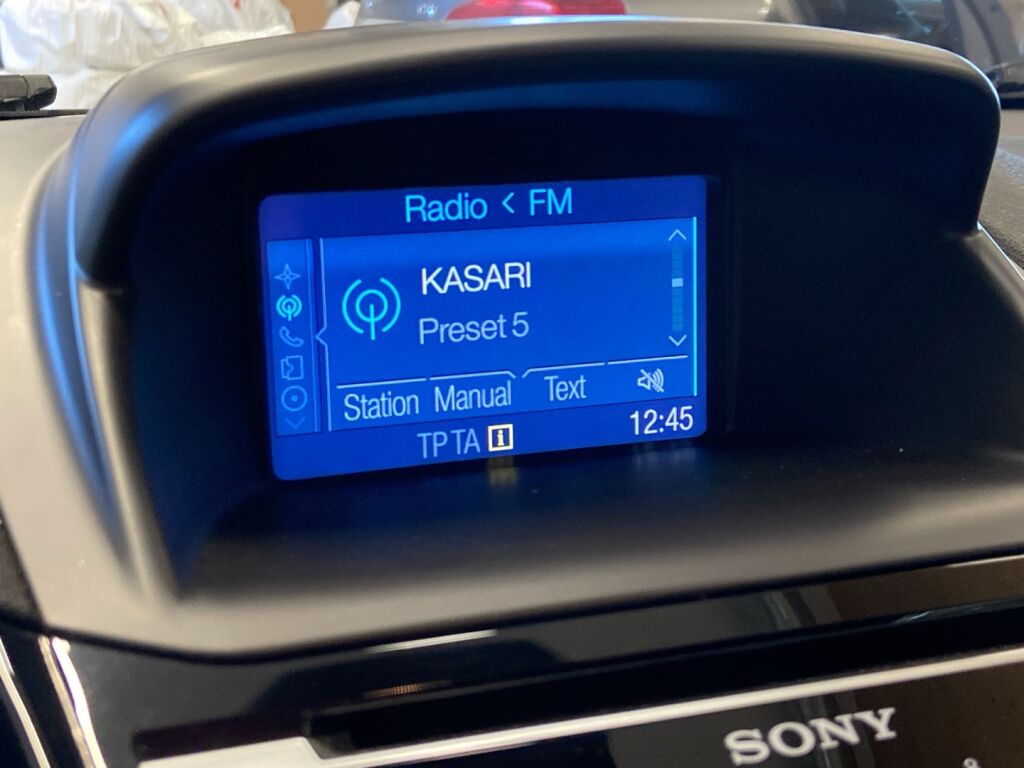 Radio < FM
KASARI
Preset 5
Station Manual Text
TP TA i 12:45
SONY